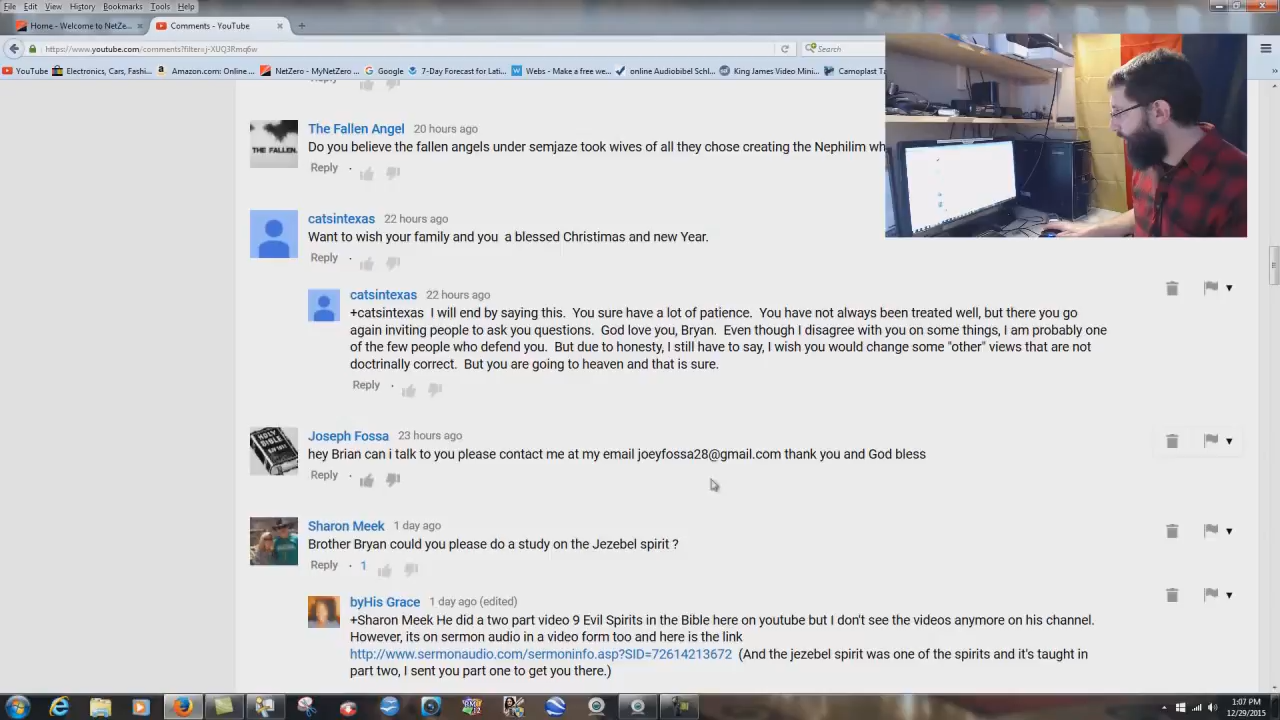 File Edit View History Bookmarks Tools Help
Home - Welcome to NetZe... × Comments - YouTube × +
https://www.youtube.com/comments?filter=j-XUQ3Rmq6w Search
YouTube Electronics, Cars, Fashi... Amazon.com: Online ... NetZero - MyNetZero Google 7-Day Forecast for Lati... Webs - Make a free we... online Audiobibel Schl... King James Video Mini... Camoplast Ta
The Fallen Angel 20 hours ago
Do you believe the fallen angels under semjaze took wives of all they chose creating the Nephilim wh
Reply ·
THE FALLEN.
catsintexas 22 hours ago
Want to wish your family and you a blessed Christimas and new Year.
Reply ·
catsintexas 22 hours ago
+catsintexas I will end by saying this. You sure have a lot of patience. You have not always been treated well, but there you go
again inviting people to ask you questions. God love you, Bryan. Even though I disagree with you on some things, I am probably one
of the few people who defend you. But due to honesty, I still have to say, I wish you would change some "other" views that are not
doctrinally correct. But you are going to heaven and that is sure.
Reply ·
HOLY BIBLE
Joseph Fossa 23 hours ago
hey Brian can i talk to you please contact me at my email joeyfossa28@gmail.com thank you and God bless
Reply ·
Sharon Meek 1 day ago
Brother Bryan could you please do a study on the Jezebel spirit ?
Reply · 1
byHis Grace 1 day ago (edited)
+Sharon Meek He did a two part video 9 Evil Spirits in the Bible here on youtube but I don't see the videos anymore on his channel.
However, its on sermon audio in a video form too and here is the link
http://www.sermonaudio.com/sermoninfo.asp?SID=72614213672 (And the jezebel spirit was one of the spirits and it's taught in
part two, I sent you part one to get you there.)
1:07 PM
12/29/2015